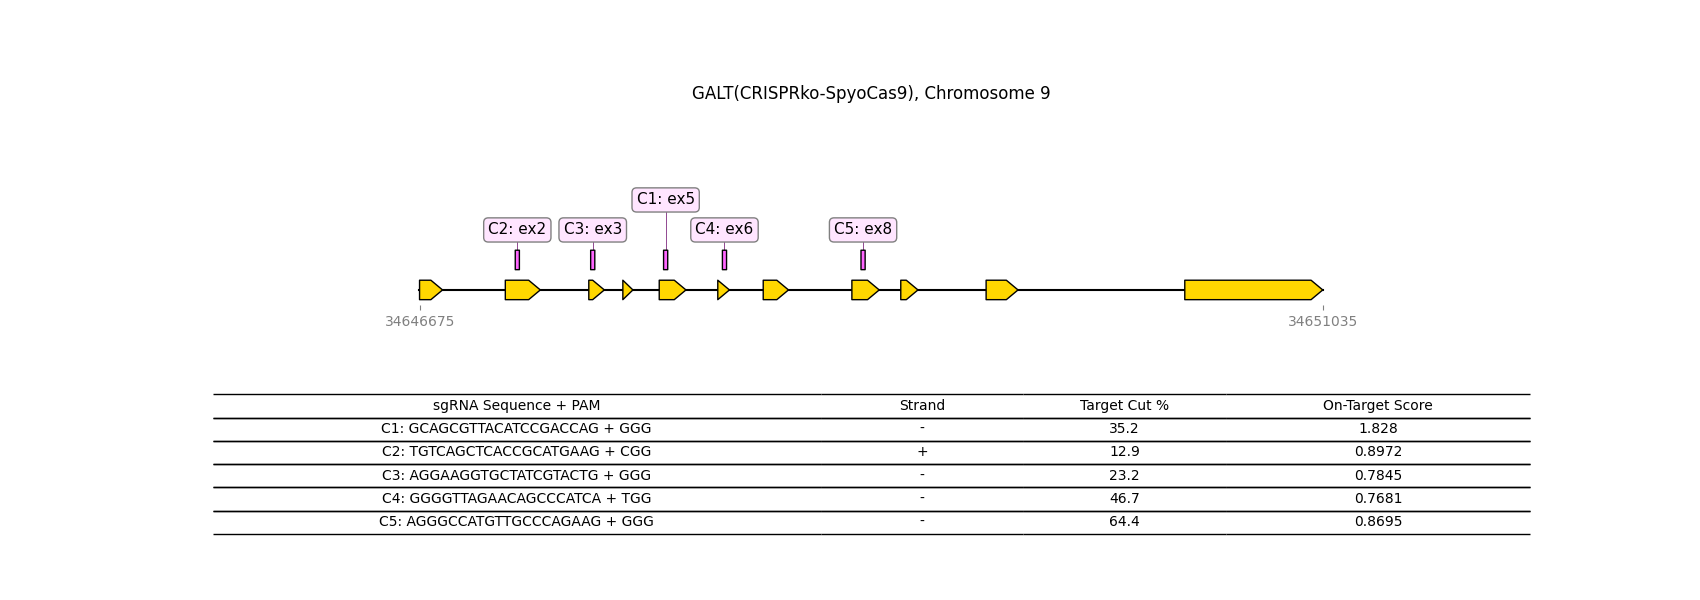 GALT(CRISPRko-SpyoCas9), Chromosome 9
C1: ex5
C2: ex2 C3: ex3 C4: ex6 C5: ex8
34646675 34651035
sgRNA Sequence + PAM Strand Target Cut % On-Target Score
C1: GCAGCGTTACATCCGACCAG + GGG - 35.2 1.828
C2: TGTCAGCTCACCGCATGAAG + CGG + 12.9 0.8972
C3: AGGAAGGTGCTATCGTACTG + GGG - 23.2 0.7845
C4: GGGGTTAGAACAGCCCATCA + TGG - 46.7 0.7681
C5: AGGGCCATGTTGCCCAGAAG + GGG - 64.4 0.8695